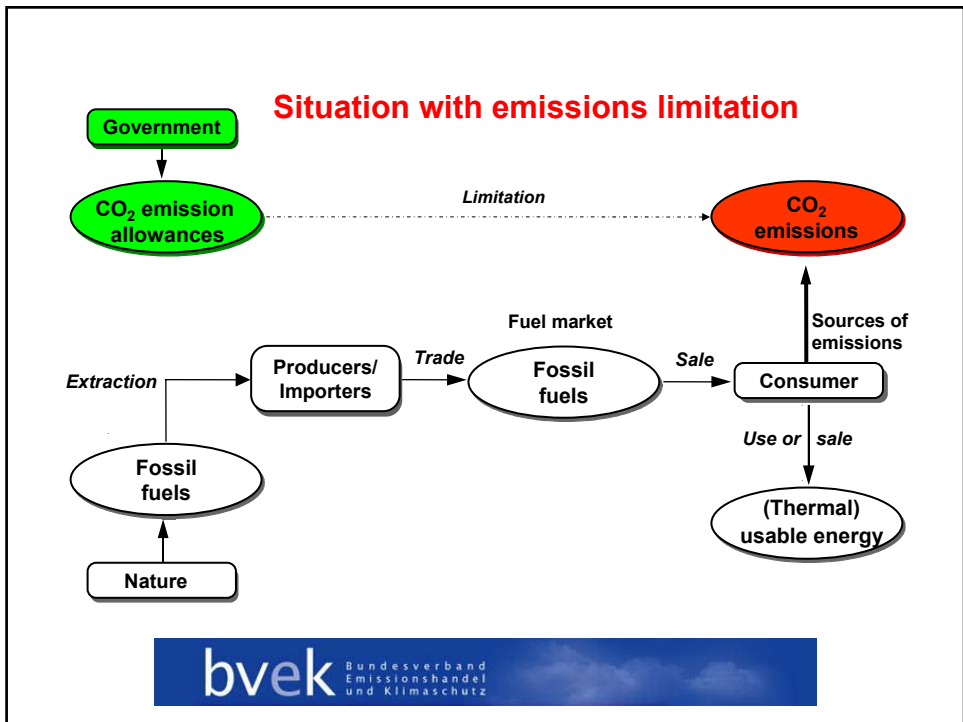 Situation with emissions limitation
Government
CO₂ emission
allowances
Limitation
CO₂
emissions
Fuel market
Sources of
emissions
Extraction
Producers/
Importers
Trade
Fossil
fuels
Sale
Consumer
Use or sale
Fossil
fuels
(Thermal)
usable energy
Nature
bvek
Bundesverband
Emissionshandel
und Klimaschutz